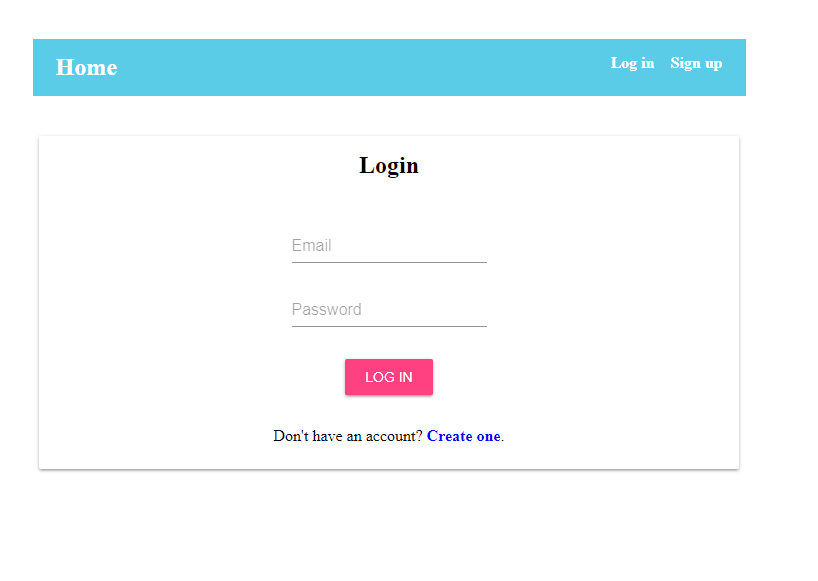 Home
Log in
Sign up
Login
Email
Password
LOG IN
Don't have an account? Create one.